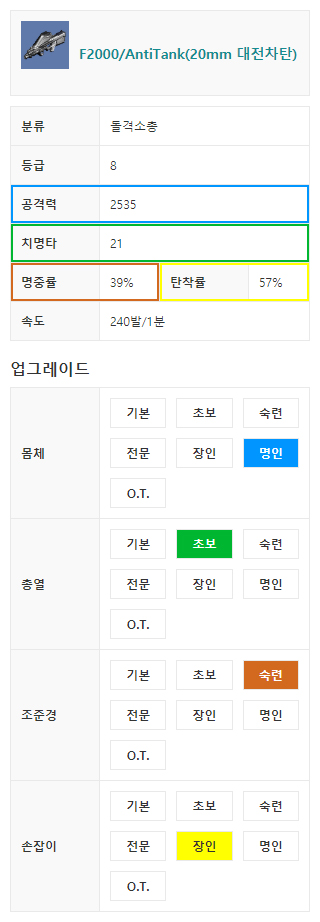 F2000/AntiTank(20mm 대전차탄)
분류 돌격소총
등급 8
공격력 2535
치명타 21
명중률 39% 탄착률 57%
속도 240발/1분
업그레이드
기본 초보 숙련
몸체 전문 장인 명인
O.T.
기본 초보 숙련
총열 전문 장인 명인
O.T.
기본 초보 숙련
조준경 전문 장인 명인
O.T.
기본 초보 숙련
손잡이 전문 장인 명인
O.T.